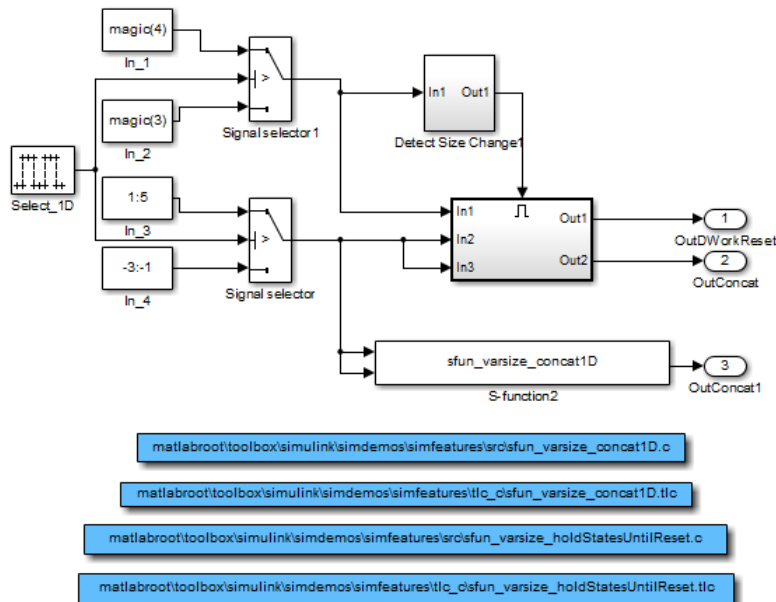 magic(4)
In_1
>
Signal selector1
magic(3)
In_2
In1 Out1
Detect Size Change1
Select_1D
1:5
In_3
>
-3:-1
In_4
Signal selector
In1
In2
In3
Out1
Out2
1
OutDWorkReset
2
OutConcat
sfun_varsize_concat1D
S-function2
3
OutConcat1
matlabroot\toolbox\simulink\simdemos\simfeatures\src\sfun_varsize_concat1D.c
matlabroot\toolbox\simulink\simdemos\simfeatures\tlc_c\sfun_varsize_concat1D.tlc
matlabroot\toolbox\simulink\simdemos\simfeatures\src\sfun_varsize_holdStatesUntilReset.c
matlabroot\toolbox\simulink\simdemos\simfeatures\tlc_c\sfun_varsize_holdStatesUntilReset.tlc